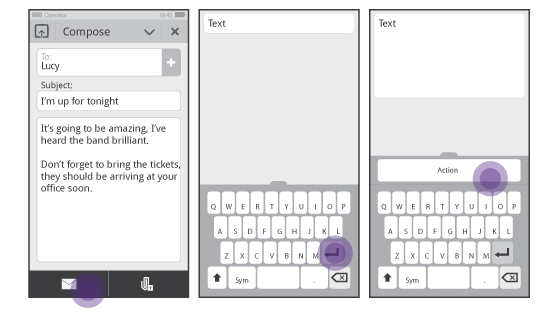 Operator 18:45
Compose
To:
Lucy
Subject:
I'm up for tonight
It's going to be amazing, I've
heard the band brilliant.
Don't forget to bring the tickets,
they should be arriving at your
office soon.
Text
Q W E R T Y U I O P
A S D F G H J K L
Z X C V B N M
Sym .
Text
Action
Q W E R T Y U I O P
A S D F G H J K L
Z X C V B N M
Sym .